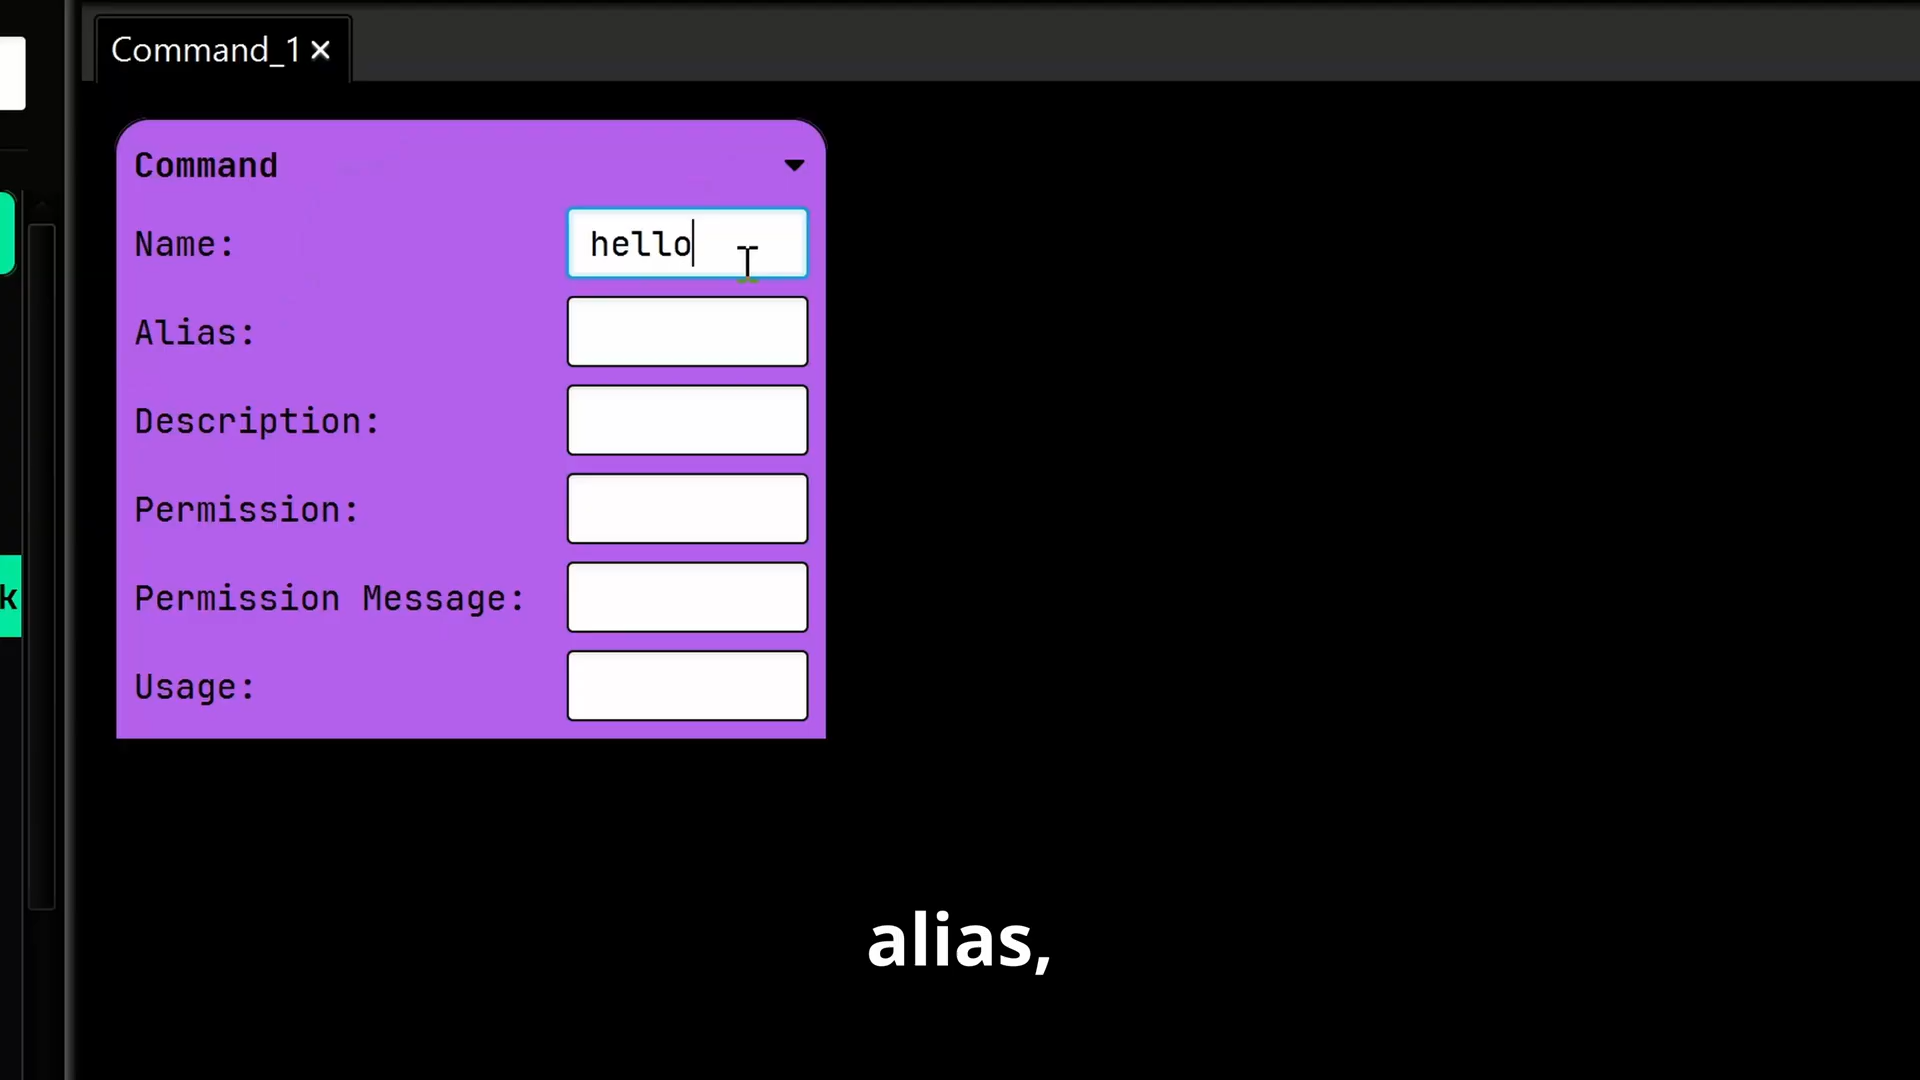 Command_1 ×
Command
Name: hello
Alias:
Description:
Permission:
k
Permission Message:
Usage:
alias,